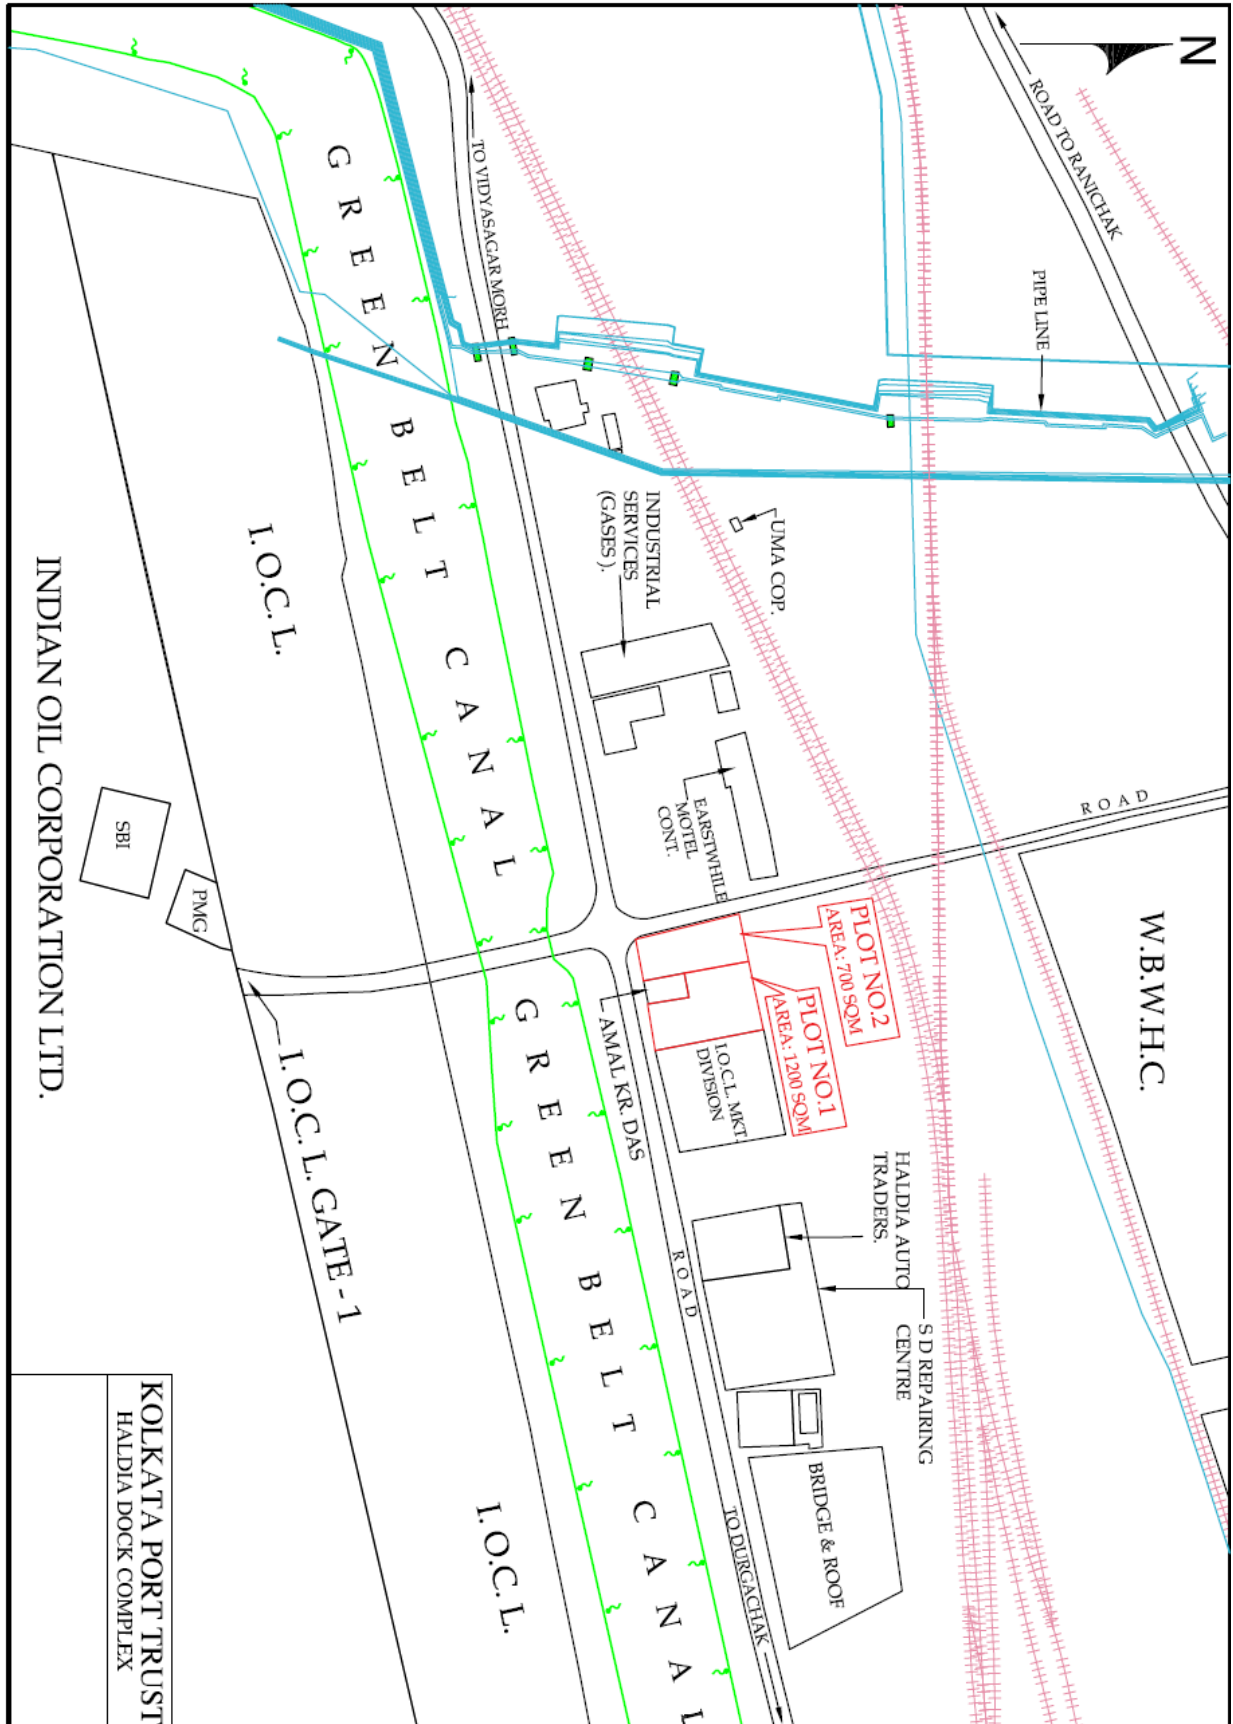 N
ROAD TO RANICHAK
PIPE LINE
TO VIDYASAGAR MORH
GREEN BELT CANAL
UMA COP.
INDUSTRIAL
SERVICES
(GASES).
EARSTWHILE
MOTEL
CONT.
ROAD
W.B.W.H.C.
PLOT NO.2
AREA: 700 SQM
PLOT NO.1
AREA: 1200 SQM
I.O.C.L. MKT.
DIVISION
AMAL KR. DAS
HALDIA AUTO
TRADERS.
S D REPAIRING
CENTRE
BRIDGE & ROOF
ROAD
TO DURGACHAK
GREEN BELT CANAL
I.O.C.L.
I.O.C.L.
I.O.C.L. GATE - 1
SBI
PMG
INDIAN OIL CORPORATION LTD.
KOLKATA PORT TRUST
HALDIA DOCK COMPLEX